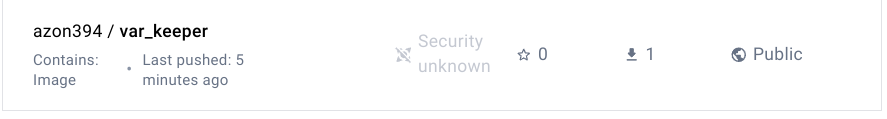 azon394 / var_keeper
Contains:
Image
•
Last pushed: 5
minutes ago
Security
unknown
0
1
Public